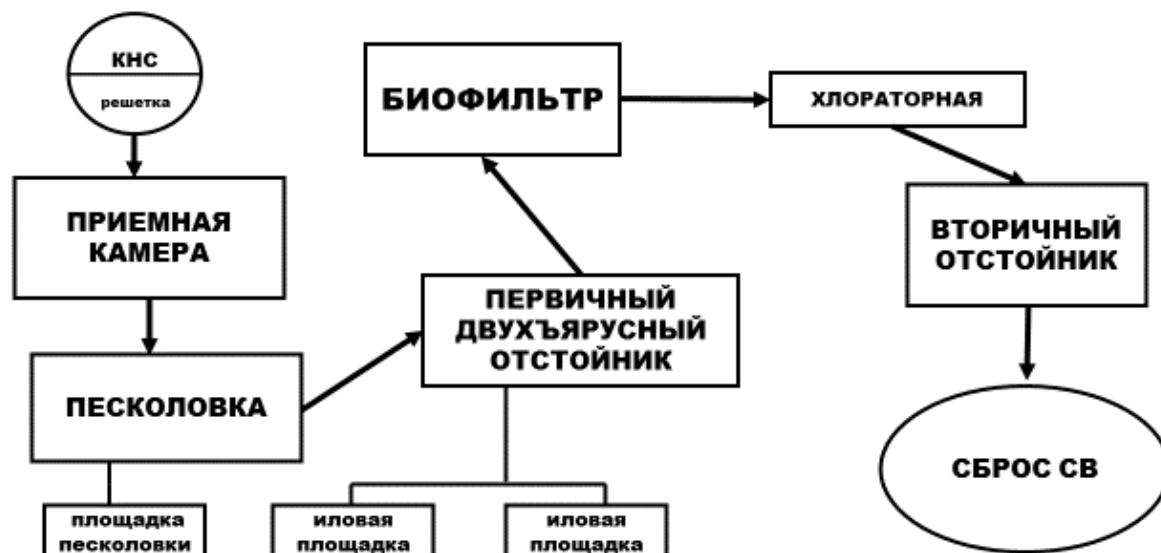 КНС
решетка
ПРИЕМНАЯ
КАМЕРА
ПЕСКОЛОВКА
площадка
песколовки
ПЕРВИЧНЫЙ
ДВУХЪЯРУСНЫЙ
ОТСТОЙНИК
иловая
площадка
иловая
площадка
БИОФИЛЬТР
ХЛОРАТОРНАЯ
ВТОРИЧНЫЙ
ОТСТОЙНИК
СБРОС СВ